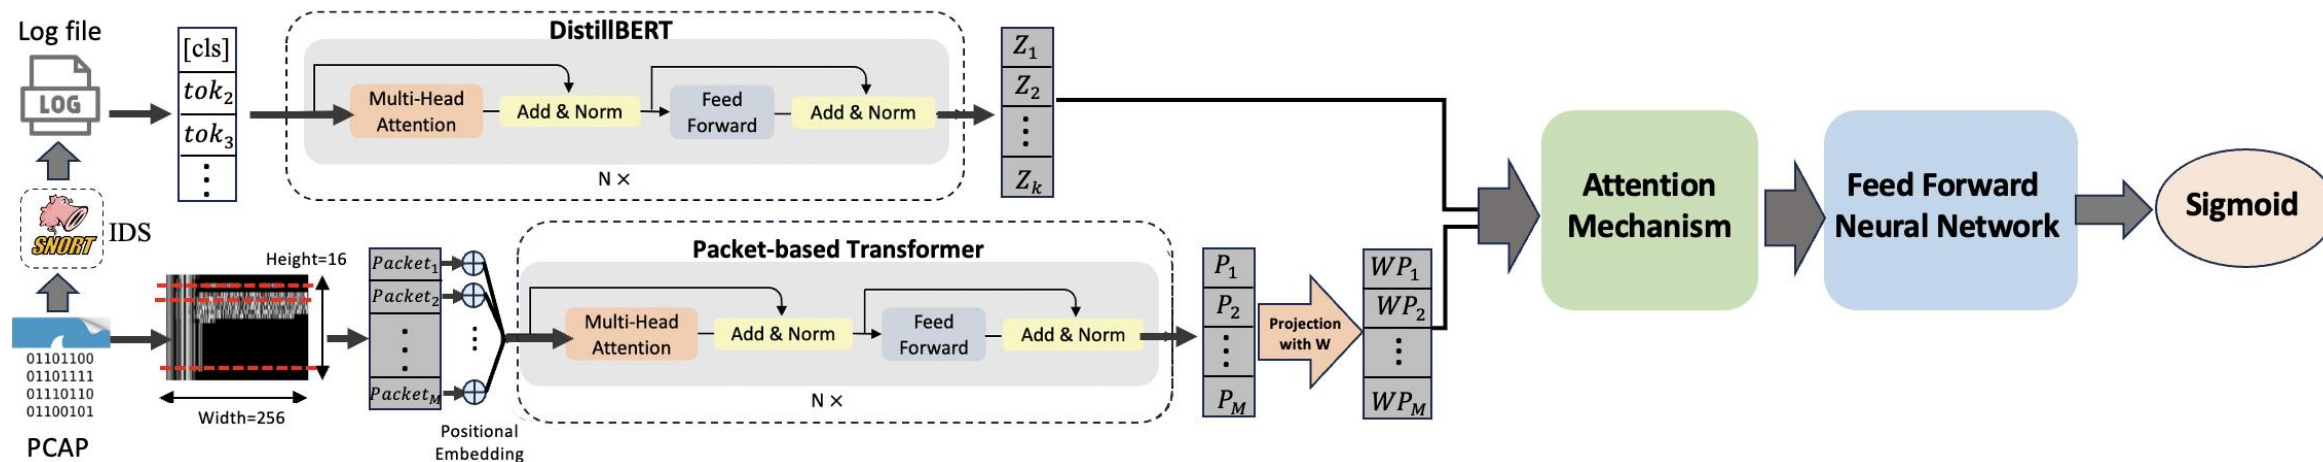 Log file
LOG
SNORT
IDS
01101100
01101111
01110110
01100101
PCAP
[cls]
tok2
tok3
⋮
DistillBERT
Multi-Head
Attention
Add & Norm
Feed
Forward
Add & Norm
N ×
Z1
Z2
⋮
Zk
Height=16
Width=256
Packet1
Packet2
⋮
PacketM
⋮
Positional
Embedding
Packet-based Transformer
Multi-Head
Attention
Add & Norm
Feed
Forward
Add & Norm
N ×
P1
P2
⋮
PM
Projection
with W
WP1
WP2
⋮
WPM
Attention
Mechanism
Feed Forward
Neural Network
Sigmoid